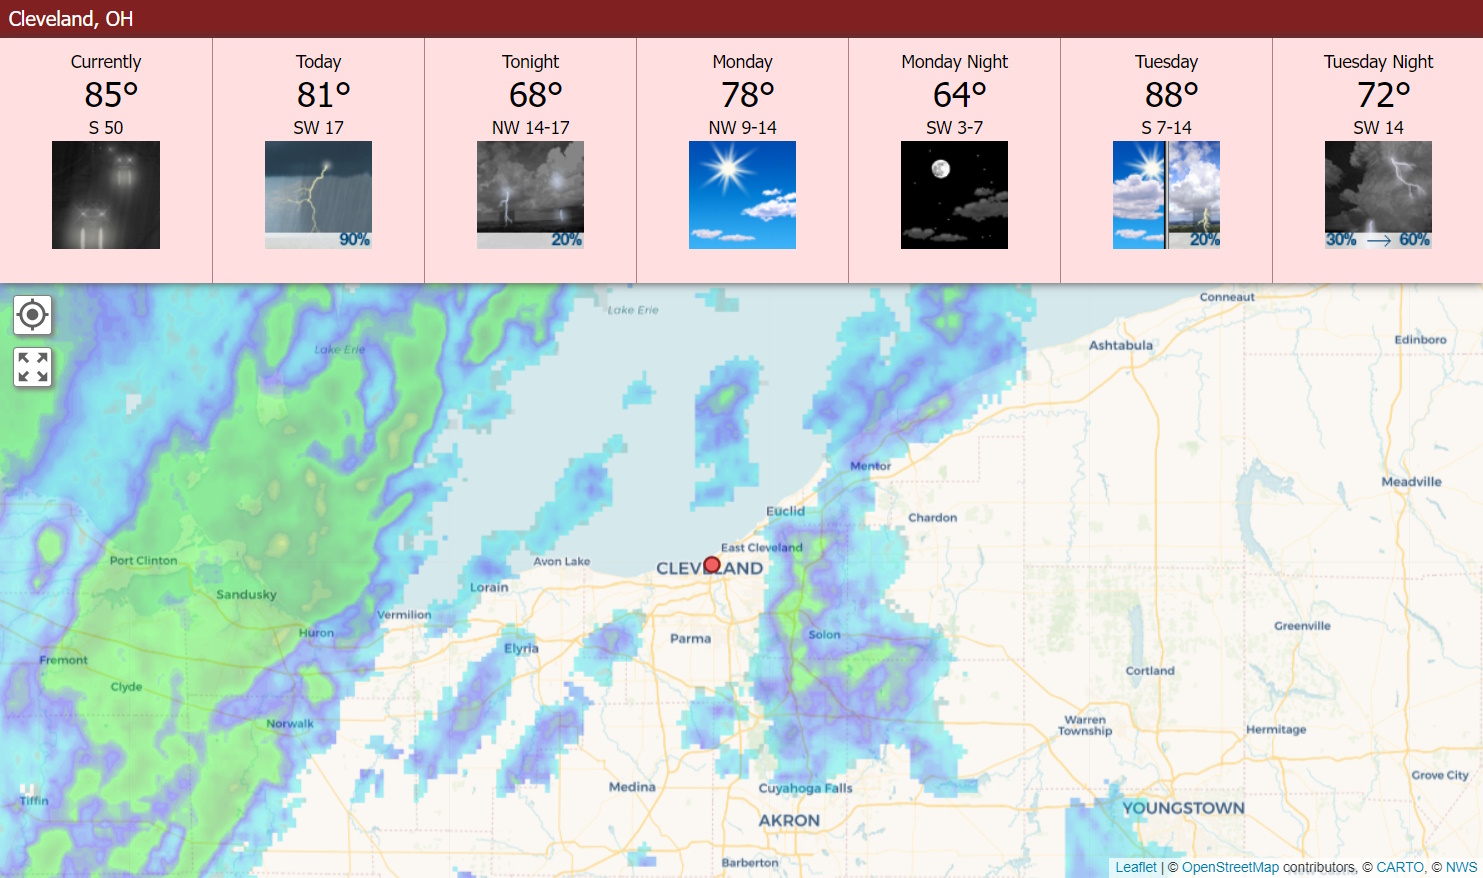 Cleveland, OH
Currently
85°
S 50
Today
81°
SW 17
90%
Tonight
68°
NW 14-17
20%
Monday
78°
NW 9-14
Monday Night
64°
SW 3-7
Tuesday
88°
S 7-14
20%
Tuesday Night
72°
SW 14
30% → 60%
Lake Erie
Conneaut
Lake Erie
Ashtabula
Edinboro
Mentor
Meadville
Euclid
Chardon
Port Clinton
Avon Lake
East Cleveland
CLEVELAND
Sandusky
Lorain
Vermilion
Huron
Parma
Solon
Greenville
Elyria
Fremont
Cortland
Clyde
Norwalk
Warren
Township
Hermitage
Grove City
Medina
Cuyahoga Falls
Tiffin
YOUNGSTOWN
AKRON
Barberton
Leaflet | © OpenStreetMap contributors, © CARTO, © NWS